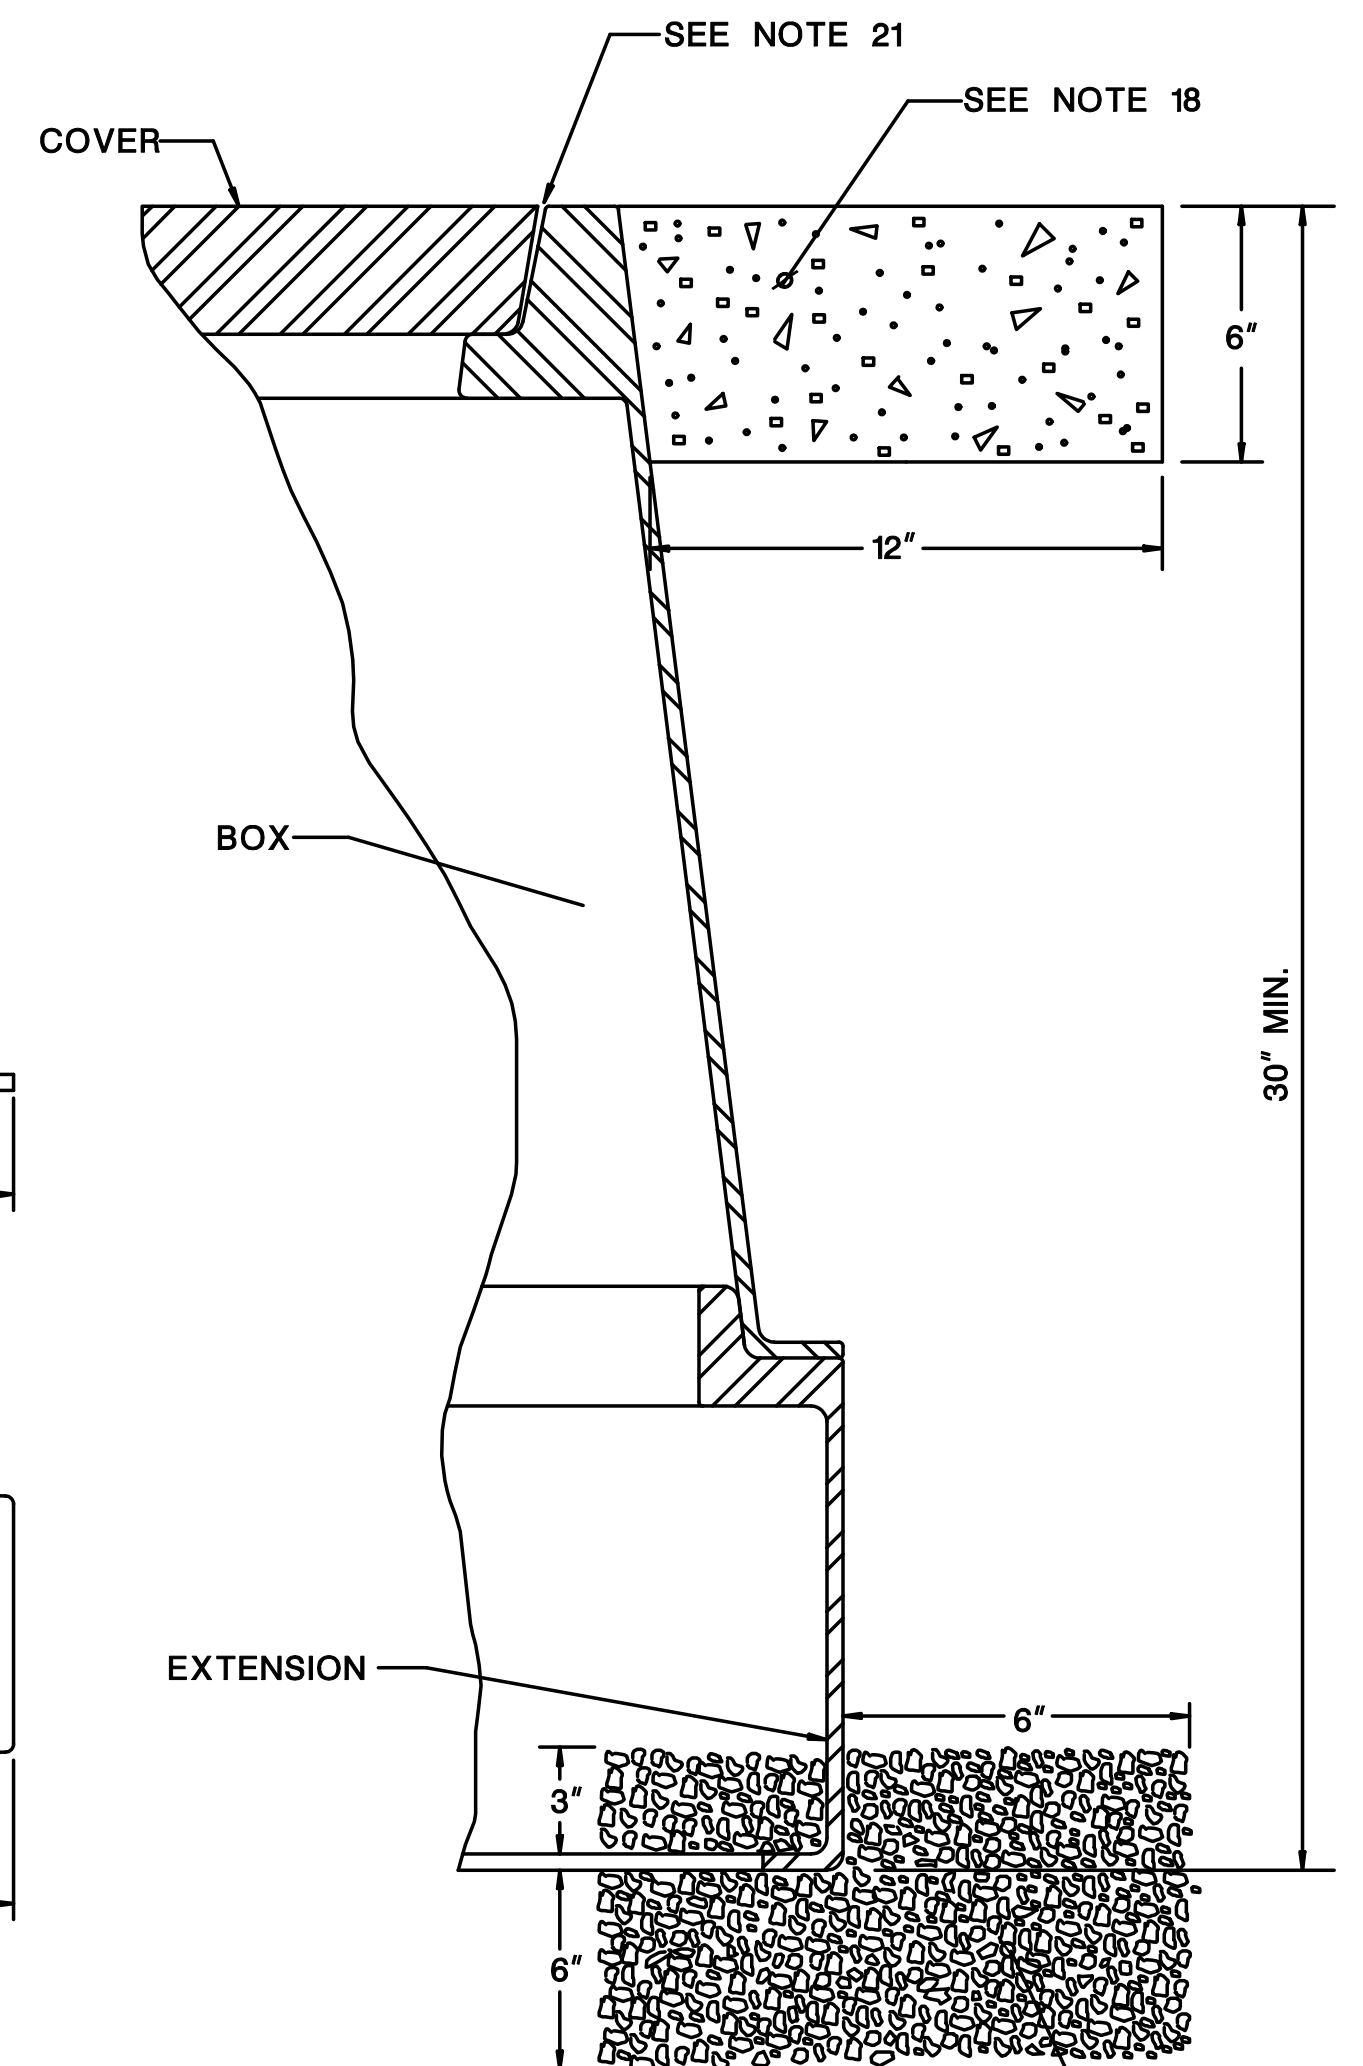 SEE NOTE 21
SEE NOTE 18
COVER
6"
12"
BOX
30" MIN.
EXTENSION
6"
3"
6"